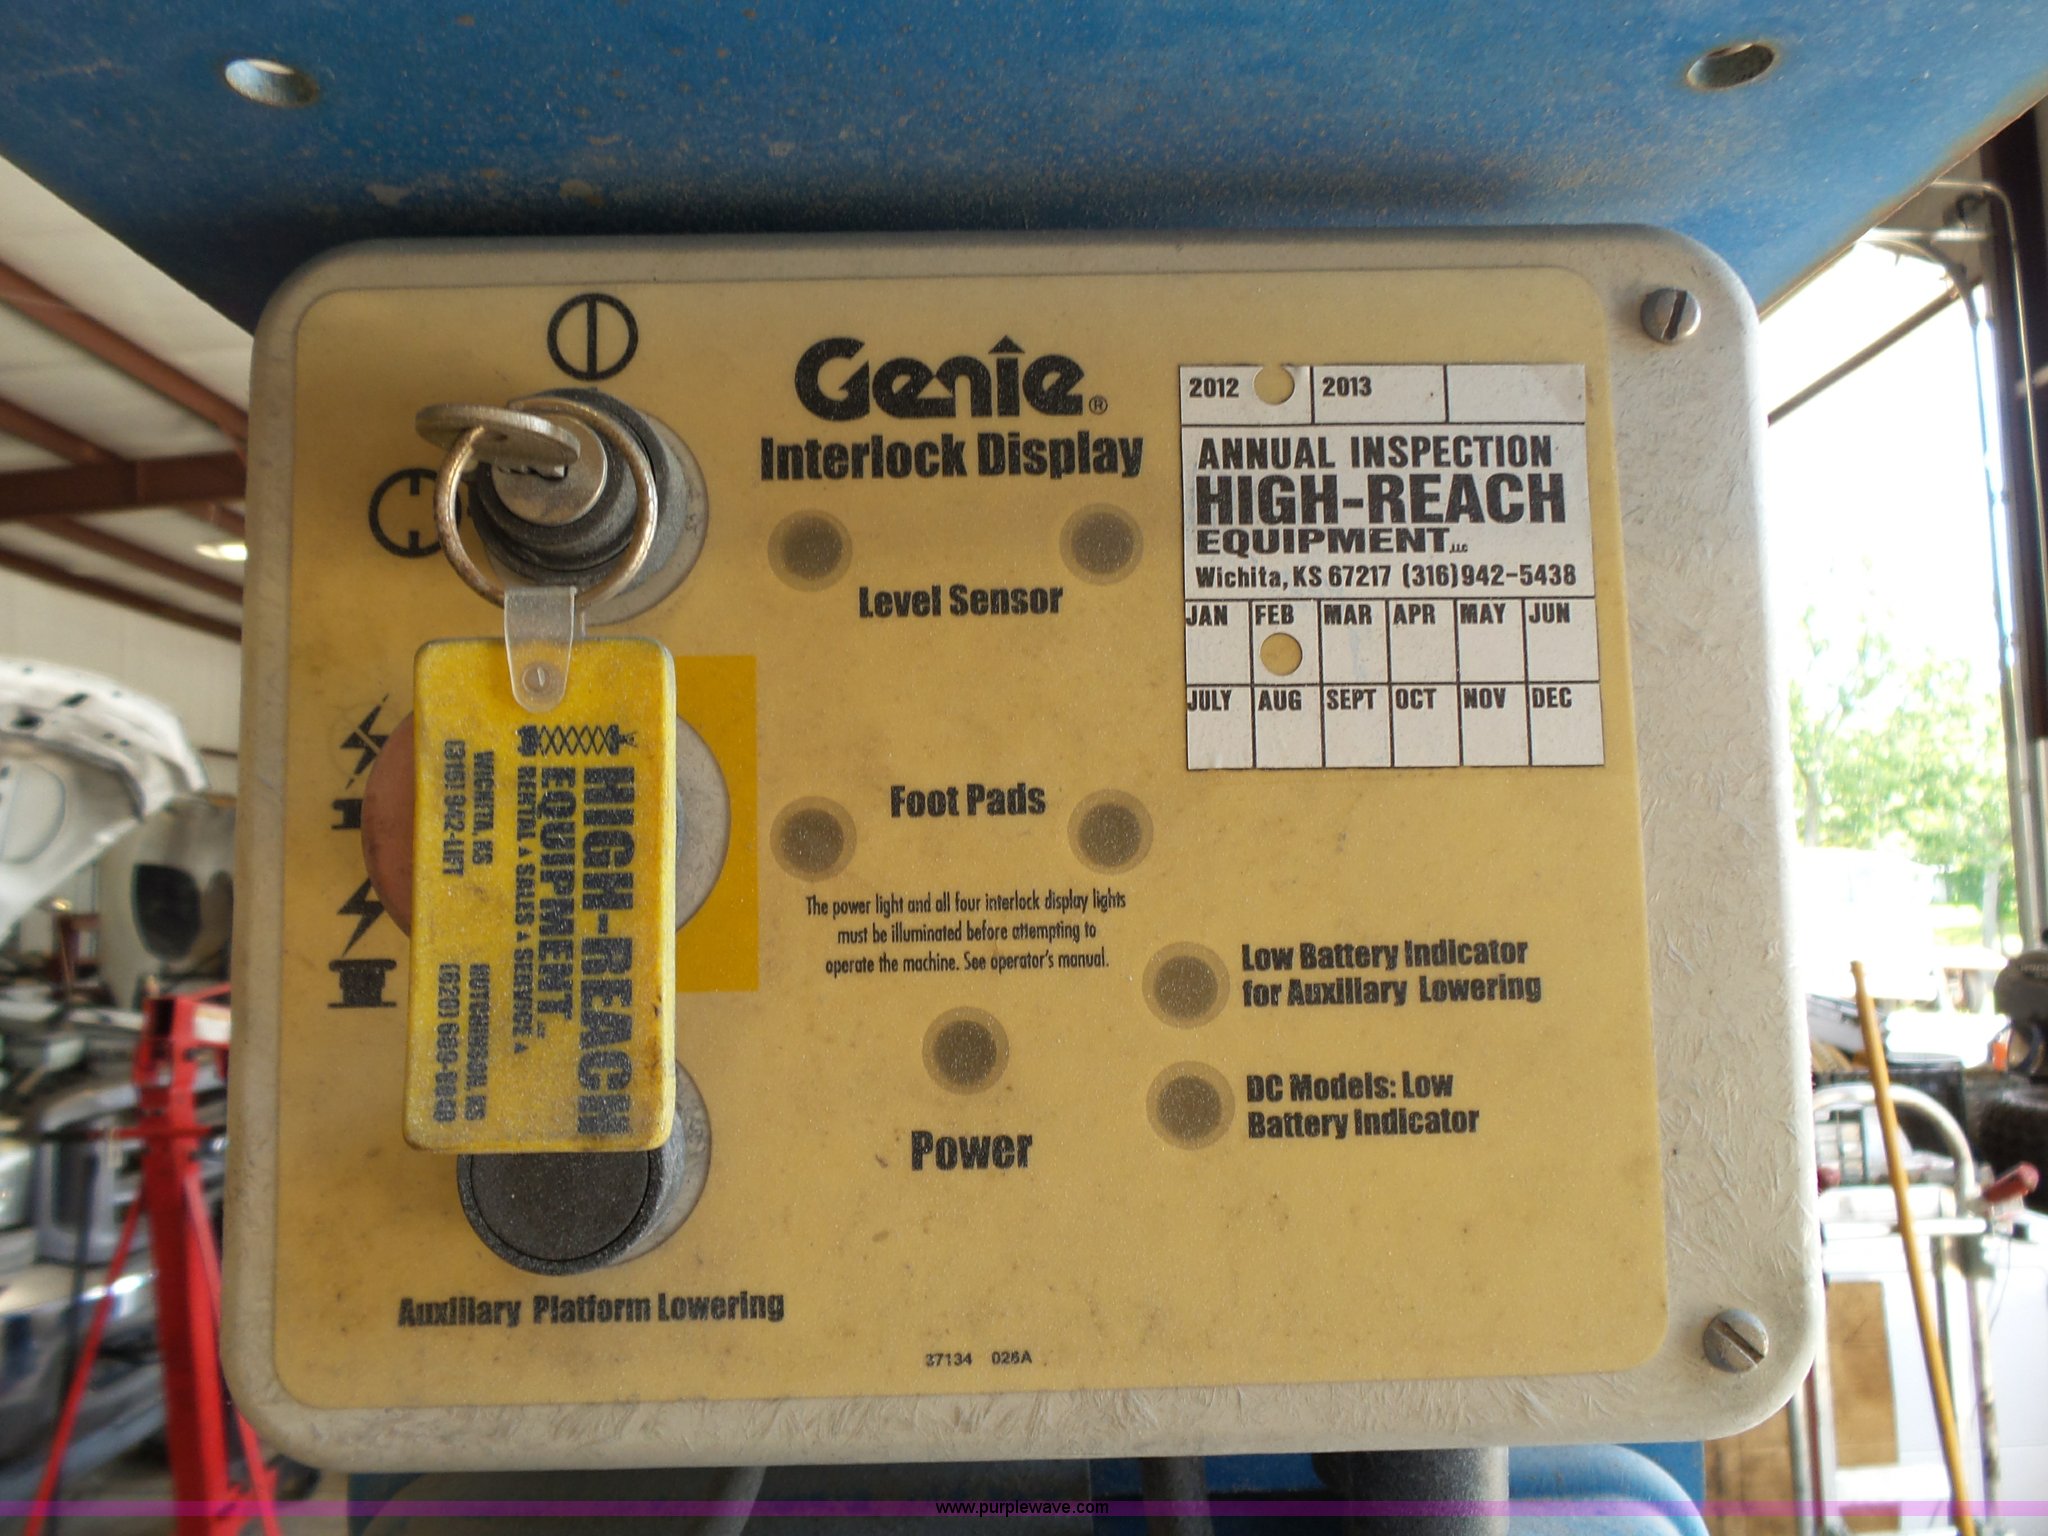 Genie®
Interlock Display
Level Sensor
Foot Pads
The power light and all four interlock display lights
must be illuminated before attempting to
operate the machine. See operator's manual.
Power
Low Battery Indicator
for Auxiliary Lowering
DC Models: Low
Battery Indicator
Auxiliary Platform Lowering
37134 026A
2012 2013
ANNUAL INSPECTION
HIGH-REACH
EQUIPMENT LLC
Wichita, KS 67217 (316)942-5438
JAN FEB MAR APR MAY JUN
JULY AUG SEPT OCT NOV DEC
HIGH-REACH
EQUIPMENT
RENTAL ▲ SALES ▲ SERVICE ▲
WICHITA, KS HUTCHINSON, KS
(316) 942-LIFT
www.purplewave.com